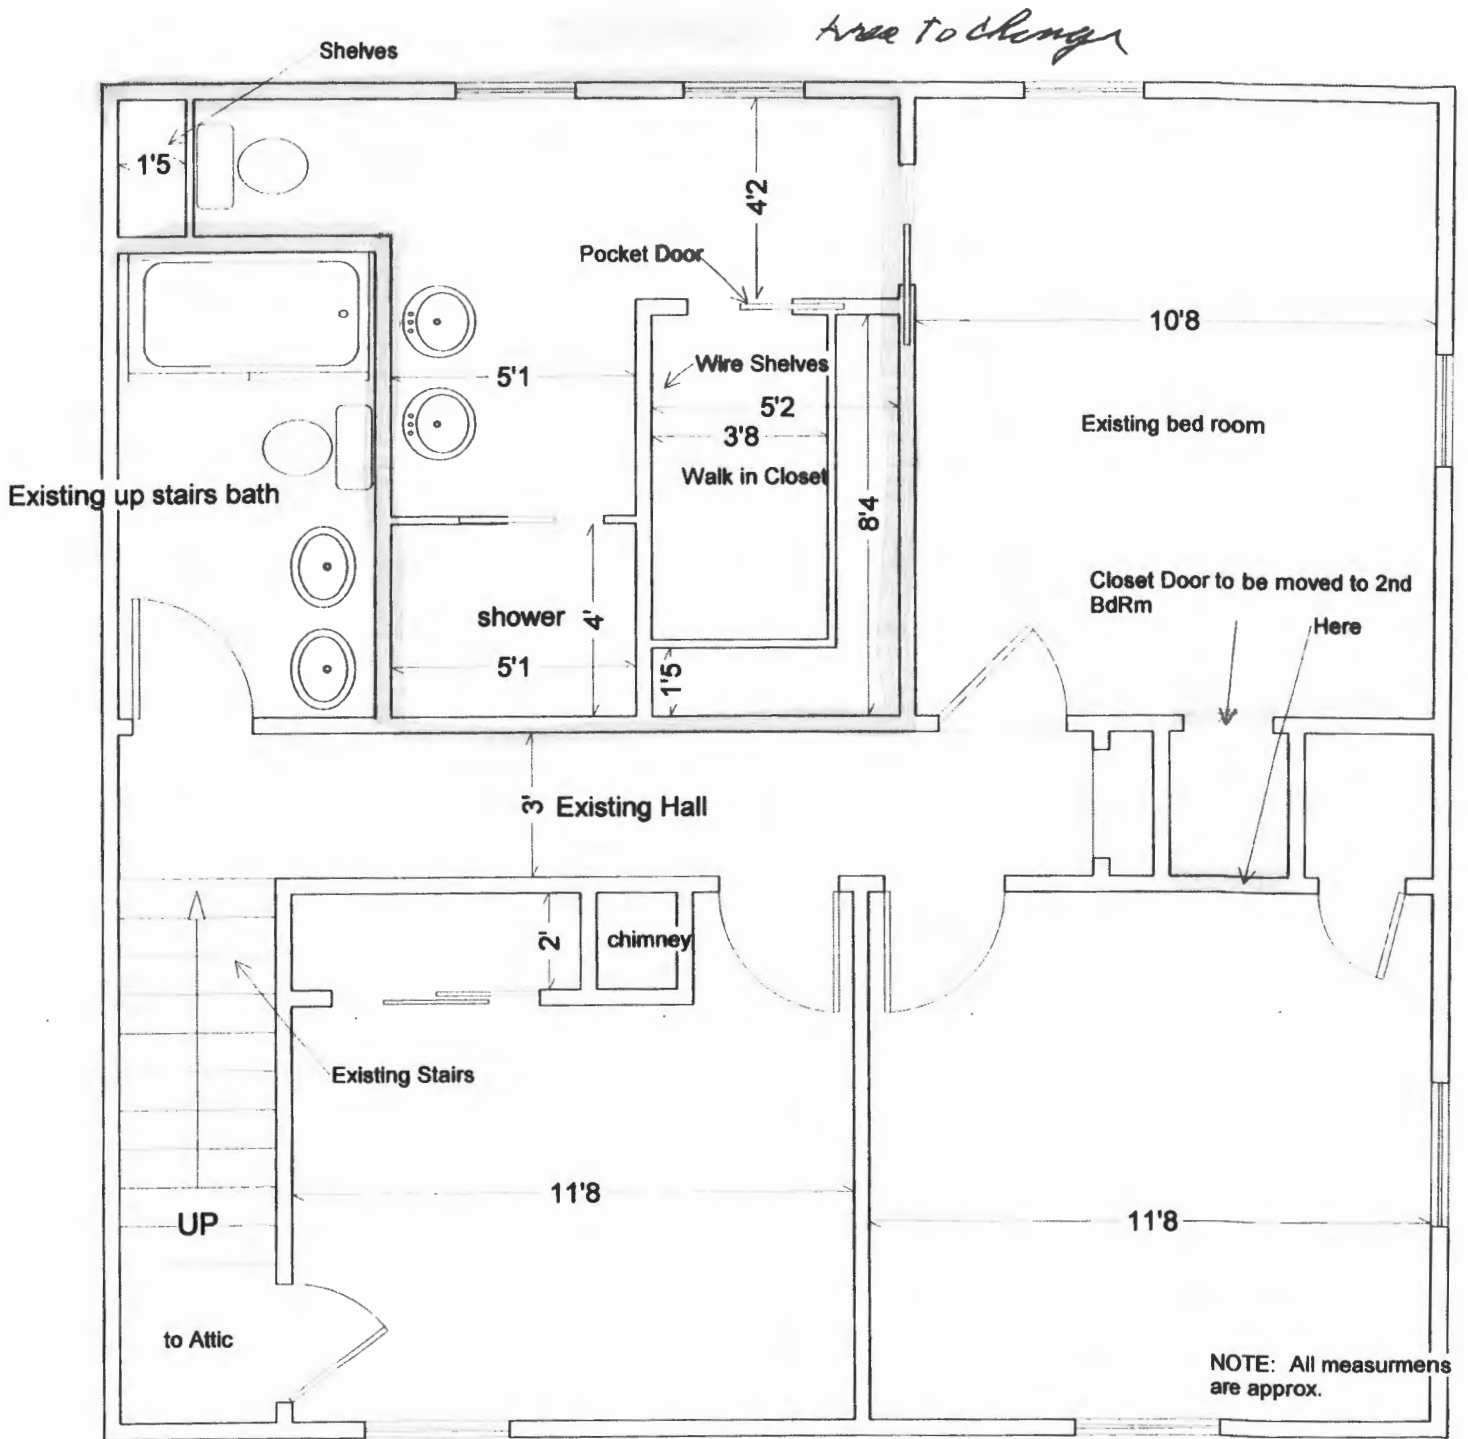 Area To Change
Shelves
1'5
4'2
Pocket Door
10'8
5'1
Wire Shelves
5'2
3'8
Existing bed room
Walk in Closet
Existing up stairs bath
8'4
Closet Door to be moved to 2nd
BdRm
Here
shower
4'
5'1
1'5
3'
Existing Hall
2'
chimney
Existing Stairs
11'8
11'8
UP
to Attic
NOTE: All measurmens
are approx.